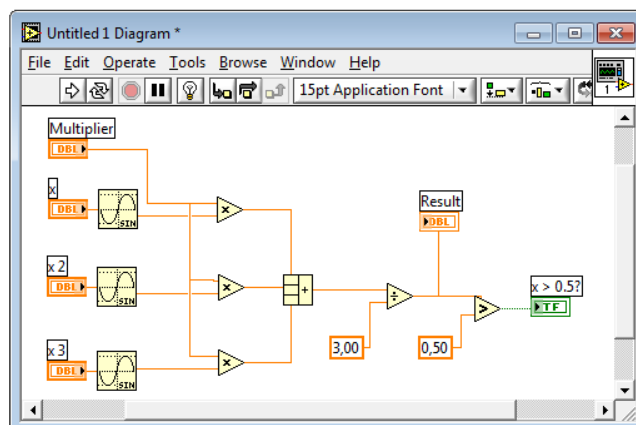 Untitled 1 Diagram *
File Edit Operate Tools Browse Window Help
15pt Application Font
1
Multiplier
DBL
x
DBL
SIN
x 2
DBL
SIN
x 3
DBL
SIN
×
×
×
+
÷
3,00
Result
DBL
0,50
>
x > 0.5?
TF